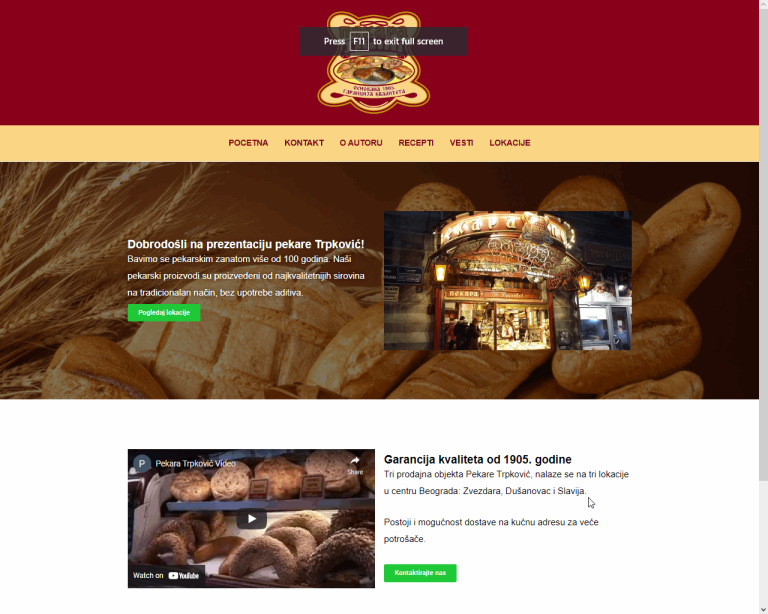 Press F11 to exit full screen
ОСНОВАНА 1905
ГАРАНЦИЈА КВАЛИТЕТА
POCETNA KONTAKT O AUTORU RECEPTI VESTI LOKACIJE
Dobrodošli na prezentaciju pekare Trpković!
Bavimo se pekarskim zanatom više od 100 godina. Naši
pekarski proizvodi su proizvedeni od najkvalitetnijih sirovina
na tradicionalan način, bez upotrebe aditiva.
Pogledaj lokacije
пекара
ПЕКАРА
P Pekara Trpković Video
Share
Watch on YouTube
Garancija kvaliteta od 1905. godine
Tri prodajna objekta Pekare Trpković, nalaze se na tri lokacije
u centru Beograda: Zvezdara, Dušanovac i Slavija.
Postoji i mogućnost dostave na kućnu adresu za veće
potrošače.
Kontaktirajte nas